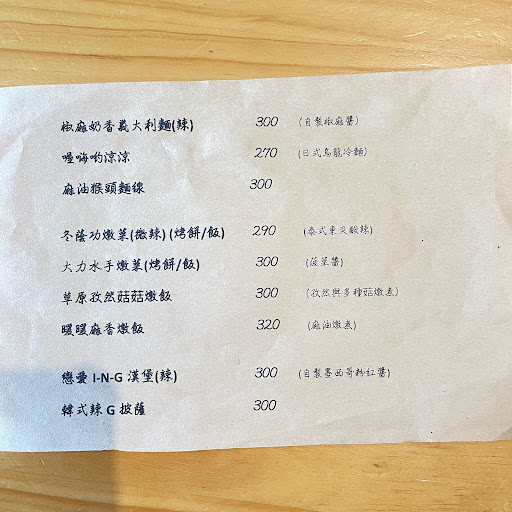 椒麻奶香義大利麵(辣) 300 (自製椒麻醬)
嘎嗨喲涼涼 270 (日式烏龍冷麵)
麻油猴頭麵線 300
冬蔭功燉菜(微辣)(烤餅/飯) 290 (泰式東炎酸辣)
大力水手燉菜(烤餅/飯) 300 (菠菜醬)
草原孜然菇菇燉飯 300 (孜然與多種菇燉煮)
暖暖麻香燉飯 320 (麻油燉煮)
戀愛 I-N-G 漢堡(辣) 300 (自製墨西哥粉紅醬)
韓式辣 G 披薩 300